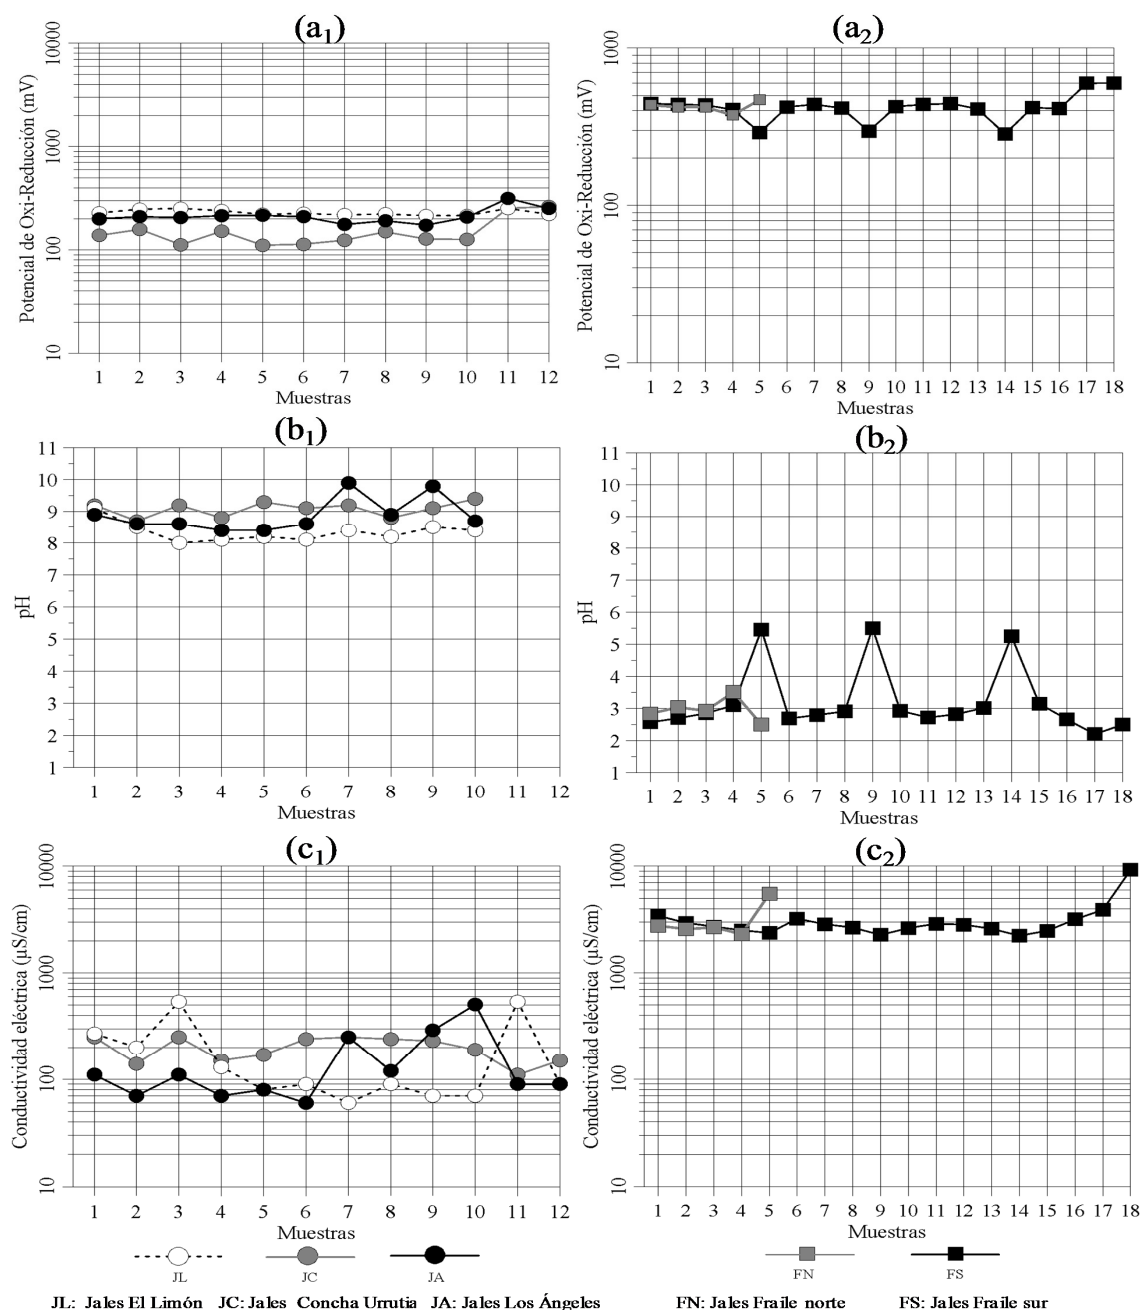 (a1)
(a2)
Potencial de Oxi-Reducción (mV)
10000
1000
100
10
1 2 3 4 5 6 7 8 9 10 11 12
Muestras
Potencial de Oxi-Reducción (mV)
1000
100
10
1 2 3 4 5 6 7 8 9 10 11 12 13 14 15 16 17 18
Muestras
(b1)
(b2)
pH
11
10
9
8
7
6
5
4
3
2
1
1 2 3 4 5 6 7 8 9 10 11 12
Muestras
pH
11
10
9
8
7
6
5
4
3
2
1
1 2 3 4 5 6 7 8 9 10 11 12 13 14 15 16 17 18
Muestras
(c1)
(c2)
Conductividad eléctrica (µS/cm)
10000
1000
100
10
1 2 3 4 5 6 7 8 9 10 11 12
Muestras
Conductividad eléctrica (µS/cm)
10000
1000
100
10
1 2 3 4 5 6 7 8 9 10 11 12 13 14 15 16 17 18
Muestras
JL JC JA FN FS
JL: Jales El Limón JC: Jales Concha Urrutia JA: Jales Los Ángeles FN: Jales Fraile norte FS: Jales Fraile sur